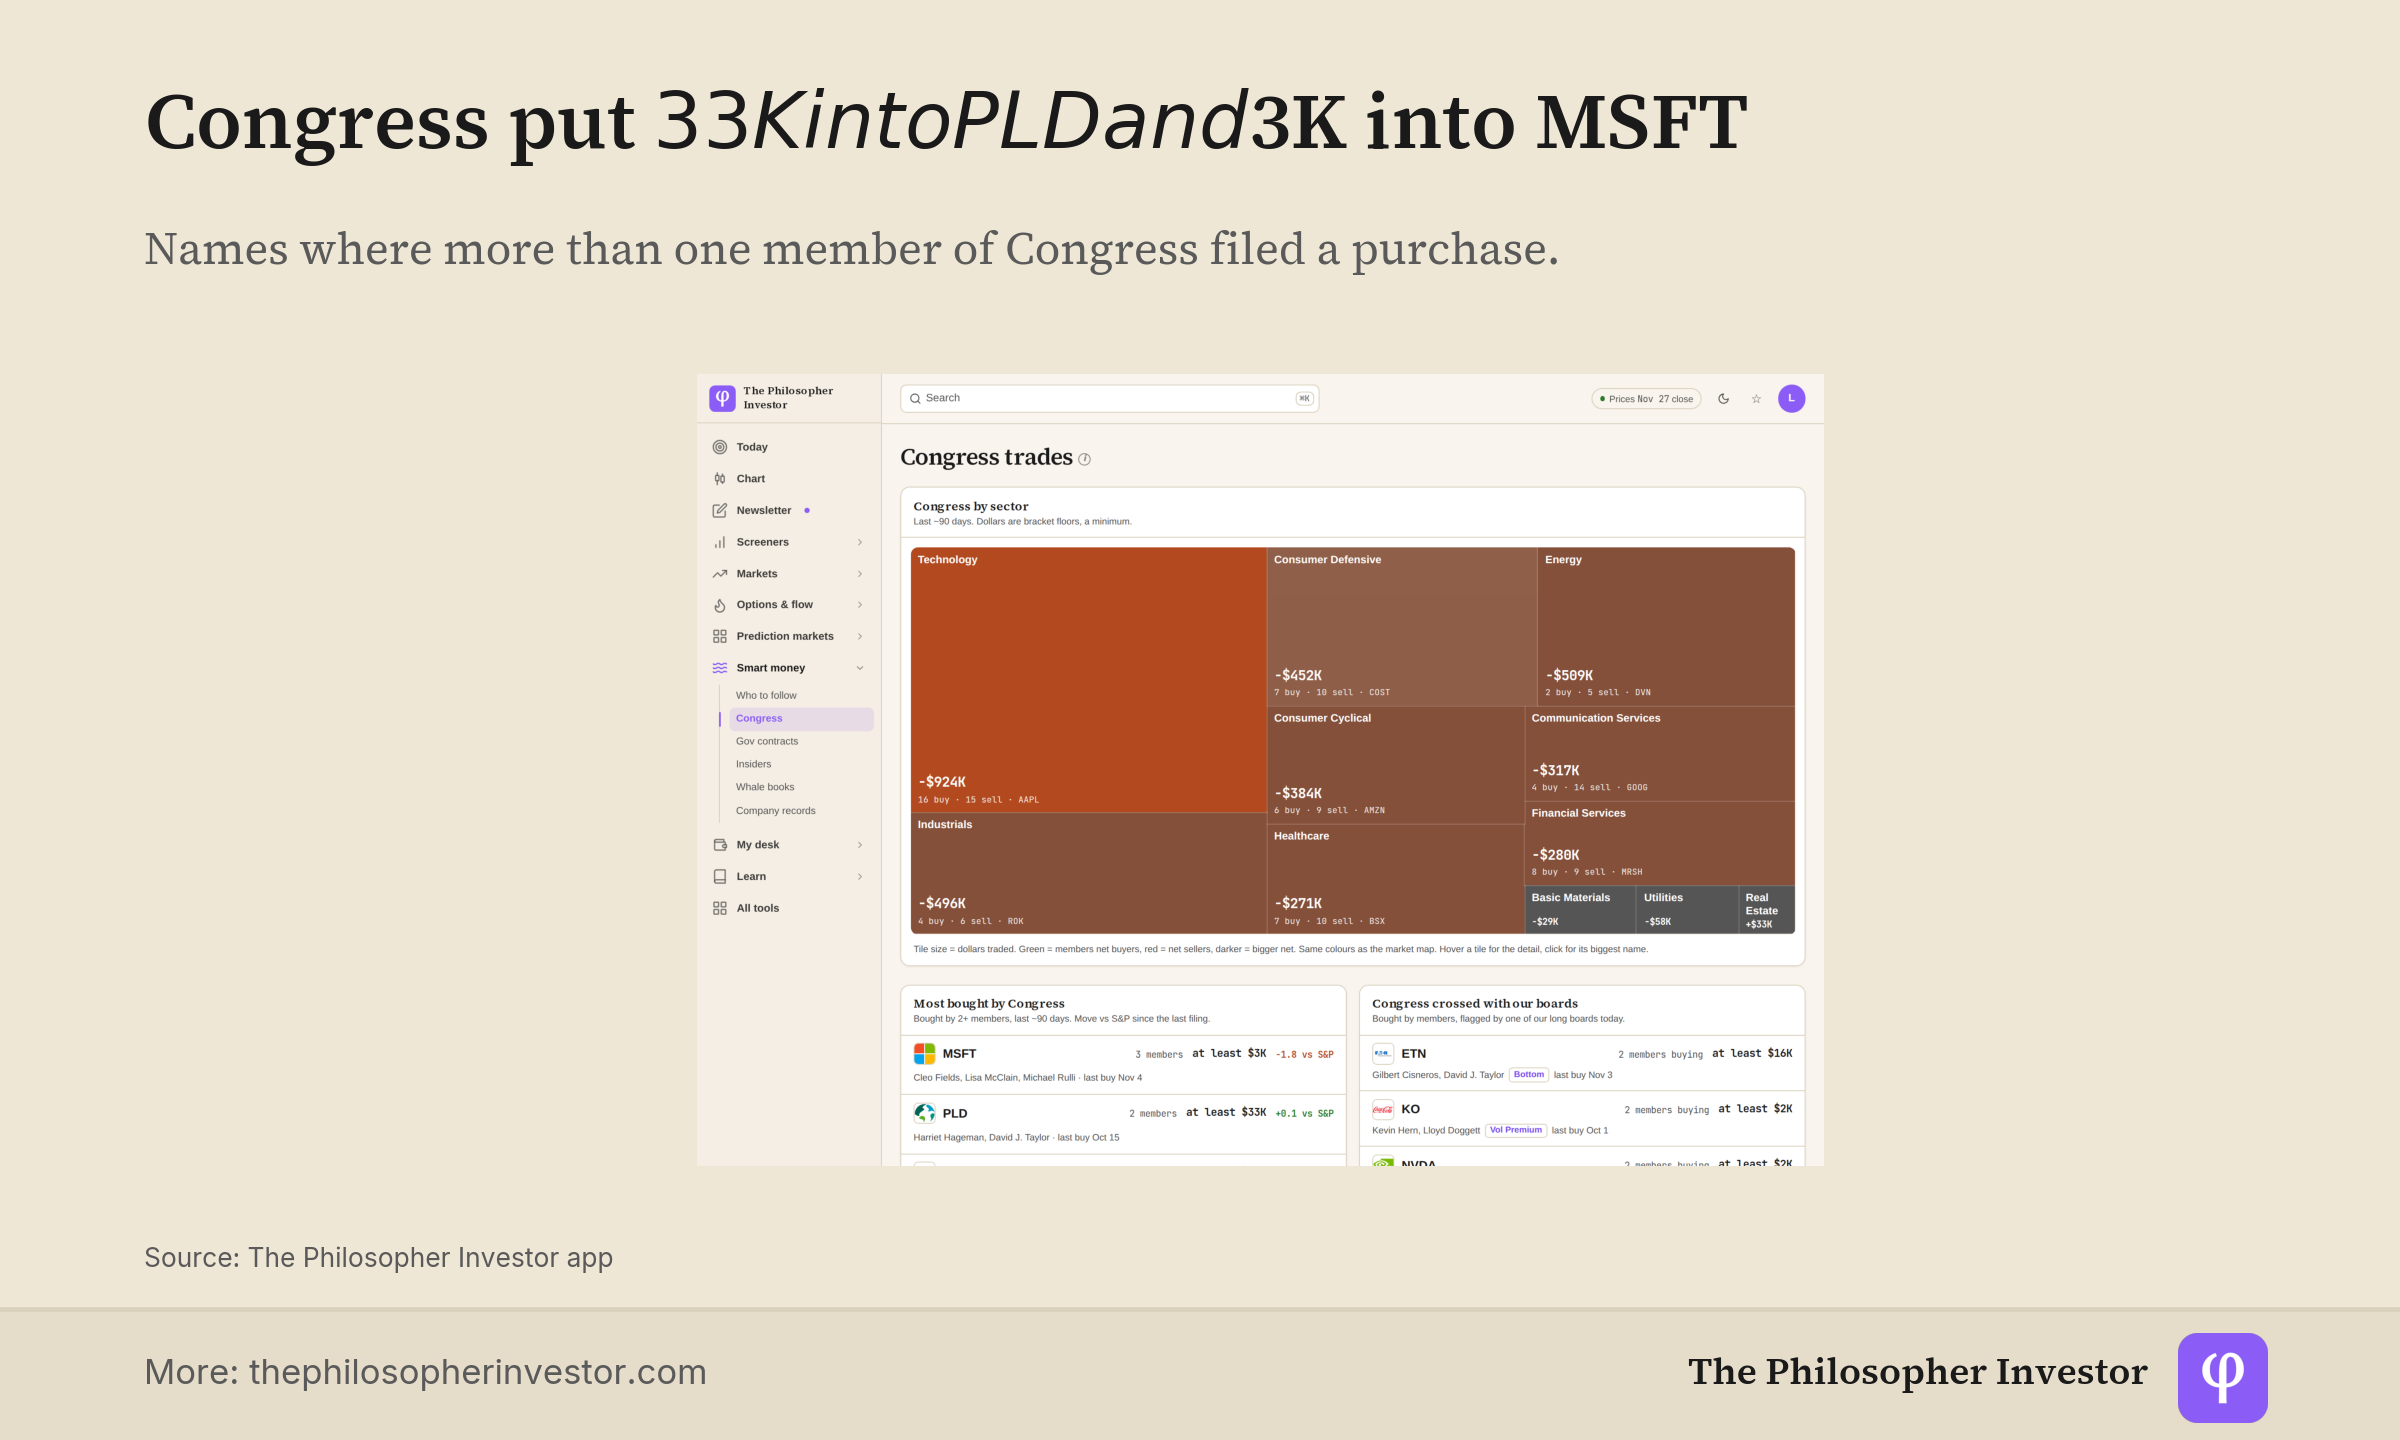 Congress put 33KintoPLDand3K into MSFT
Names where more than one member of Congress filed a purchase.
φ The Philosopher
Investor
Search
⌘K
Prices Nov 27 close
L
Today
Chart
Newsletter
Screeners
Markets
Options & flow
Prediction markets
Smart money
Who to follow
Congress
Gov contracts
Insiders
Whale books
Company records
My desk
Learn
All tools
Congress trades
Congress by sector
Last ~90 days. Dollars are bracket floors, a minimum.
Technology
-$924K
16 buy · 15 sell · AAPL
Consumer Defensive
-$452K
7 buy · 10 sell · COST
Energy
-$509K
2 buy · 5 sell · DVN
Consumer Cyclical
-$384K
6 buy · 9 sell · AMZN
Communication Services
-$317K
4 buy · 14 sell · GOOG
Industrials
-$496K
4 buy · 6 sell · ROK
Healthcare
-$271K
7 buy · 10 sell · BSX
Financial Services
-$280K
8 buy · 9 sell · MRSH
Basic Materials
-$29K
Utilities
-$58K
Real
Estate
+$33K
Tile size = dollars traded. Green = members net buyers, red = net sellers, darker = bigger net. Same colours as the market map. Hover a tile for the detail, click for its biggest name.
Most bought by Congress
Bought by 2+ members, last ~90 days. Move vs S&P since the last filing.
MSFT 3 members at least $3K -1.8 vs S&P
Cleo Fields, Lisa McClain, Michael Rulli · last buy Nov 4
PLD 2 members at least $33K +0.1 vs S&P
Harriet Hageman, David J. Taylor · last buy Oct 15
Congress crossed with our boards
Bought by members, flagged by one of our long boards today.
ETN 2 members buying at least $16K
Gilbert Cisneros, David J. Taylor Bottom last buy Nov 3
KO 2 members buying at least $2K
Kevin Hern, Lloyd Doggett Vol Premium last buy Oct 1
NVDA 2 members buying at least $2K
Source: The Philosopher Investor app
More: thephilosopherinvestor.com
The Philosopher Investor φ